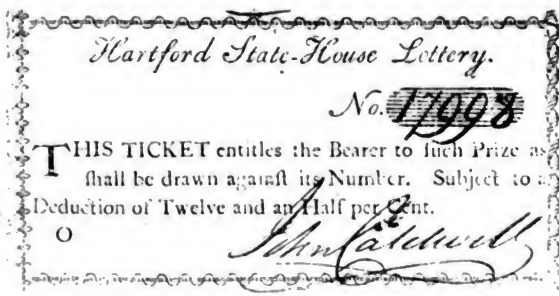 Hartford State-House Lottery.
No. 17998
THIS TICKET entitles the Bearer to ſuch Prize as
ſhall be drawn againſt its Number. Subject to a
Deduction of Twelve and an Half per Cent.
O
John Caldwell